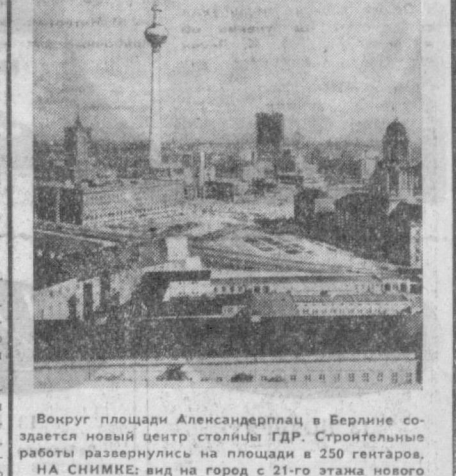 Вокруг площади Александерплац в Берлине со-
здается новый центр столицы ГДР. Строительные
работы развернулись на площади в 250 гектаров.
НА СНИМКЕ: вид на город с 21-го этажа нового